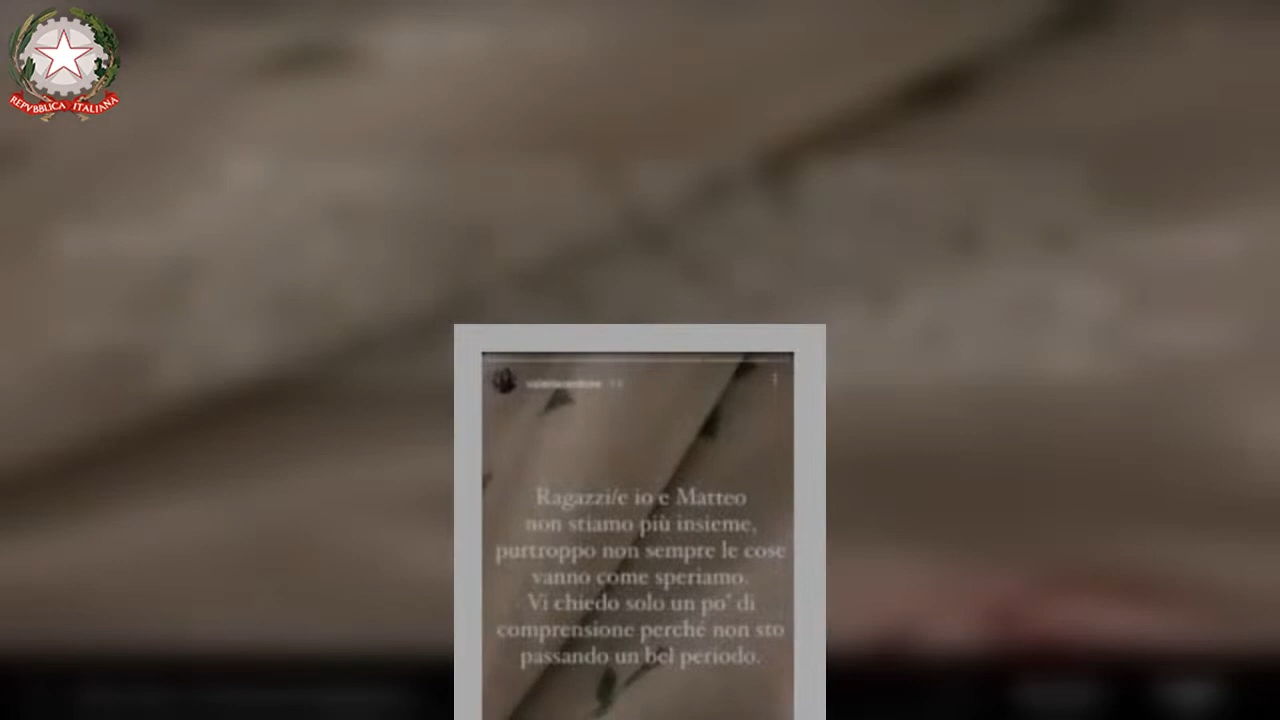 REPVBBLICA ITALIANA
Ragazzi/e io e Matteo
non stiamo più insieme,
purtroppo non sempre le cose
vanno come speriamo.
Vi chiedo solo un po' di
comprensione perché non sto
passando un bel periodo.